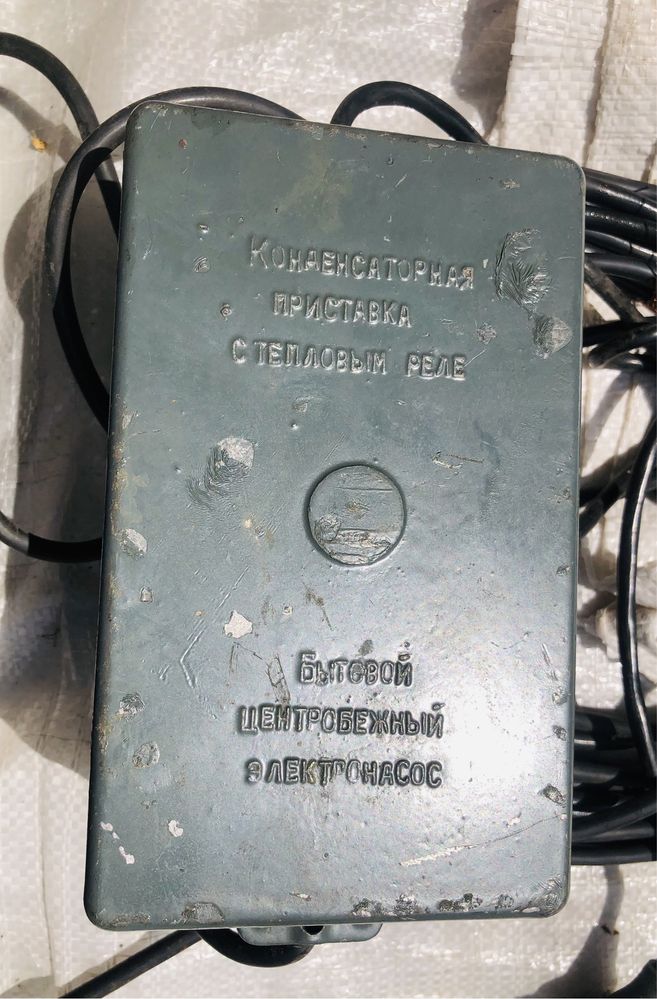 Конденсаторная
приставка
с тепловым реле
Бытовой
центробежный
электронасос